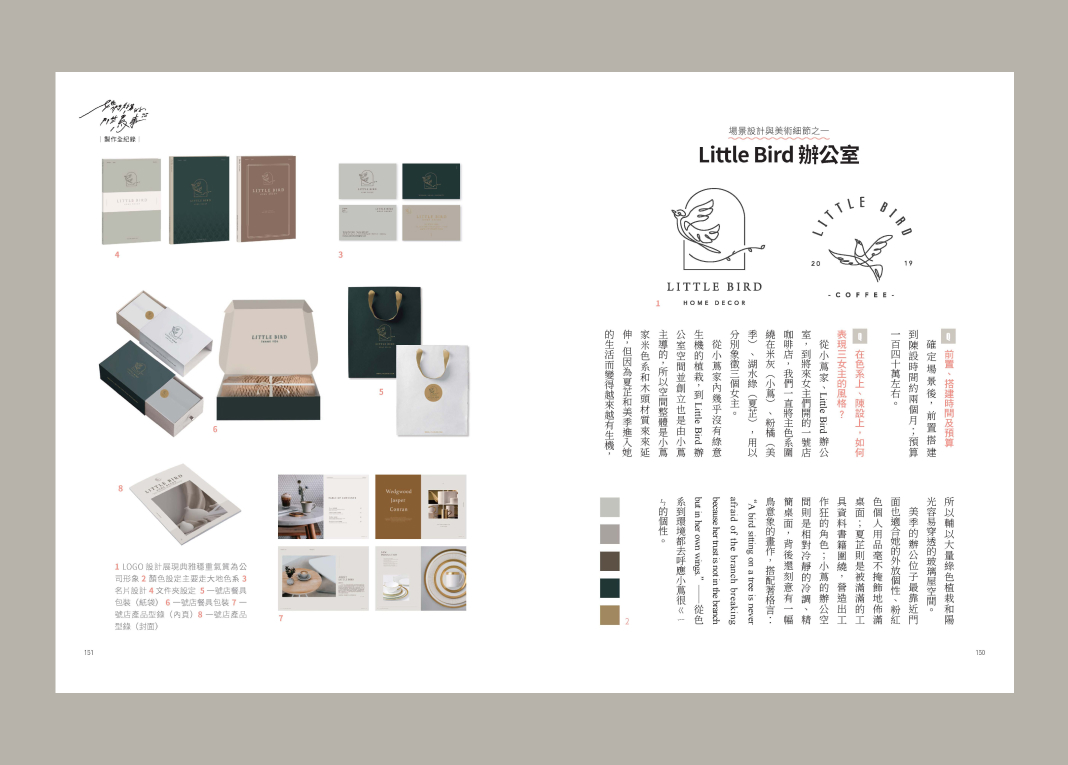 場景設計與美術細節之一
Little Bird 辦公室
LITTLE BIRD
HOME DECOR
1
LITTLE BIRD
20
19
-COFFEE-
前置、搭建時間及預算
確定場景後，前置搭建
到陳設時間約兩個月；預算
一百四十萬左右。
在色系上、陳設上，如何
表現三女主的風格？
從小蔦家、Little Bird 辦公
室，到將來女主們開的一號店
咖啡店，我們一直將主色系圍
繞在米灰（小蔦）、粉橘（美
季）、湖水綠（夏芷），用以
分別象徵三個女主。
從小蔦家內幾乎沒有綠意
生機的植栽，到 Little Bird 辦
公室空間並創立也是由小蔦
主導的，所以空間整體是小蔦
家米色系和木頭材質來來延
伸，但因為夏芷和美季進入她
的生活而變得越來越有生機，
所以輔以大量綠色植栽和陽
光容易穿透的玻璃屋空間。
美季的辦公位子最靠近門
面也適合她的外放個性、粉紅
色個人用品毫不掩飾地佈滿
桌面；夏芷則是被滿滿的工
具資料書籍圍繞，營造出工
作狂的角色；小蔦的辦公空
間則是相對冷靜的冷調、精
簡桌面，背後還刻意有一幅
鳥意象的畫作，搭配著格言：
“A bird sitting on a tree is never
afraid of the branch breaking
because her trust is not in the branch
but in her own wings.”——從色
系到環境都去呼應小蔦很ㄍㄧ
ㄣ的個性。
2
150
製作全紀錄
LITTLE BIRD
LITTLE BIRD
4
LITTLE BIRD
3
LITTLE BIRD
6
5
8
LITTLE BIRD
TABLE OF CONTENTS
Wedgwood
Jasper
Conran
7
1 LOGO 設計展現典雅穩重氣質為公
司形象 2 顏色設定主要走大地色系 3
名片設計 4 文件夾設定 5 一號店餐具
包裝（紙袋） 6 一號店餐具包裝 7 一
號店產品型錄（內頁）8 一號店產品
型錄（封面）
151